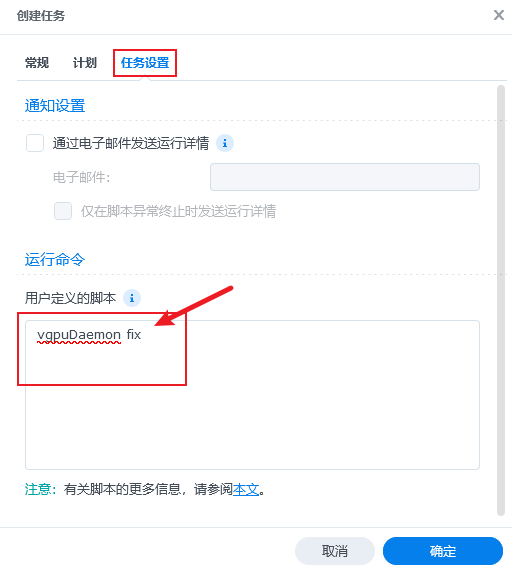 创建任务
常规 计划 任务设置
通知设置
通过电子邮件发送运行详情
电子邮件:
仅在脚本异常终止时发送运行详情
运行命令
用户定义的脚本
vgpuDaemon fix
注意：有关脚本的更多信息，请参阅本文。
取消 确定